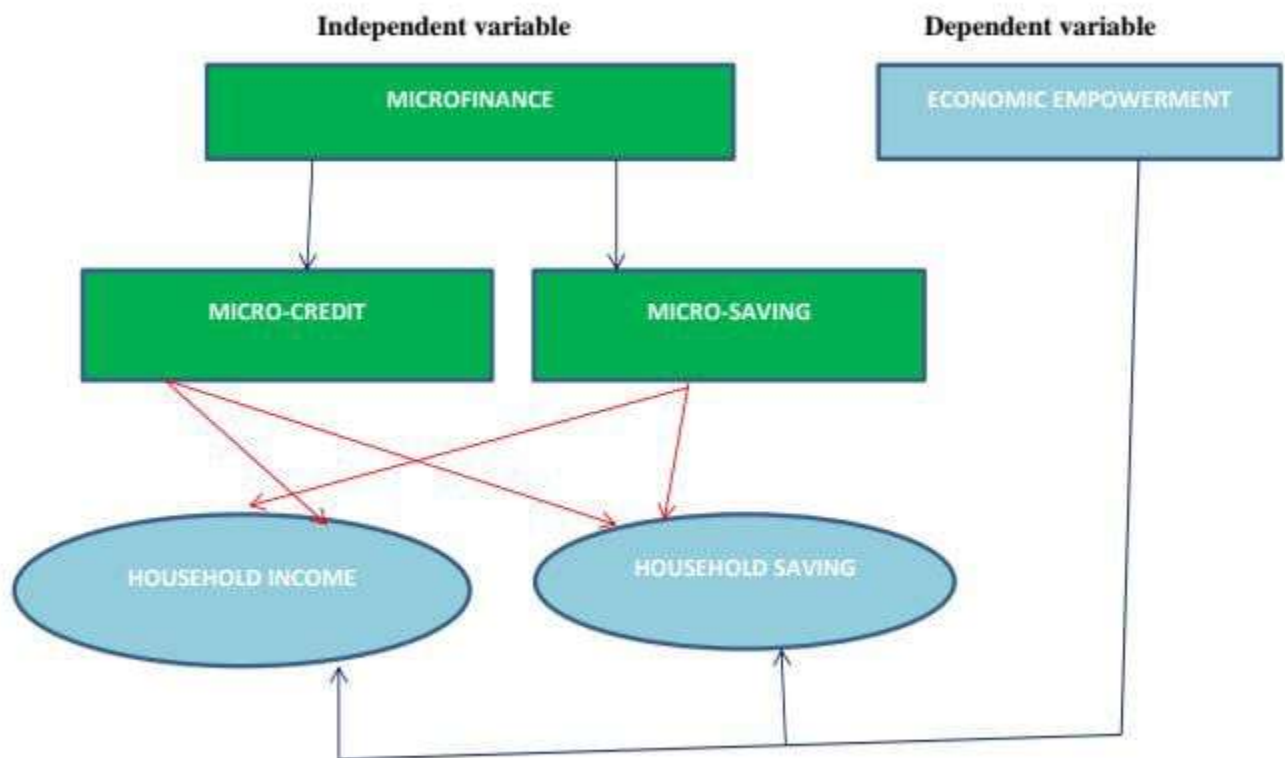 Independent variable
Dependent variable
MICROFINANCE
ECONOMIC EMPOWERMENT
MICRO-CREDIT
MICRO-SAVING
HOUSEHOLD INCOME
HOUSEHOLD SAVING